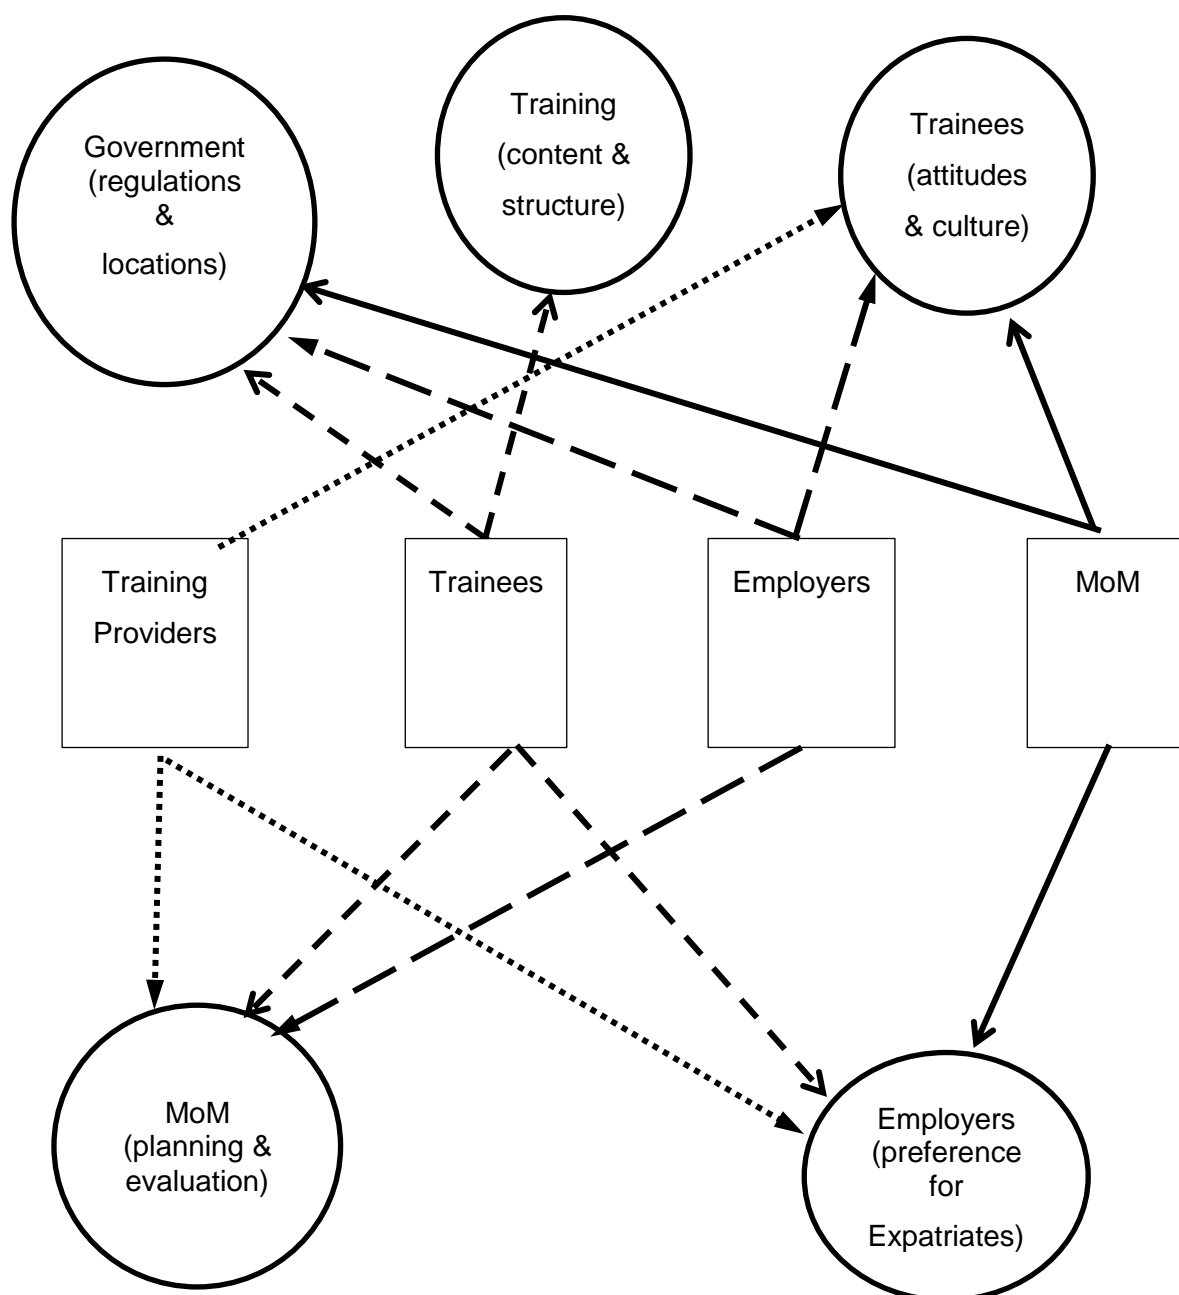 Government
(regulations
&
locations)
Training
(content &
structure)
Trainees
(attitudes
& culture)
Training
Providers
Trainees
Employers
MoM
MoM
(planning &
evaluation)
Employers
(preference
for
Expatriates)